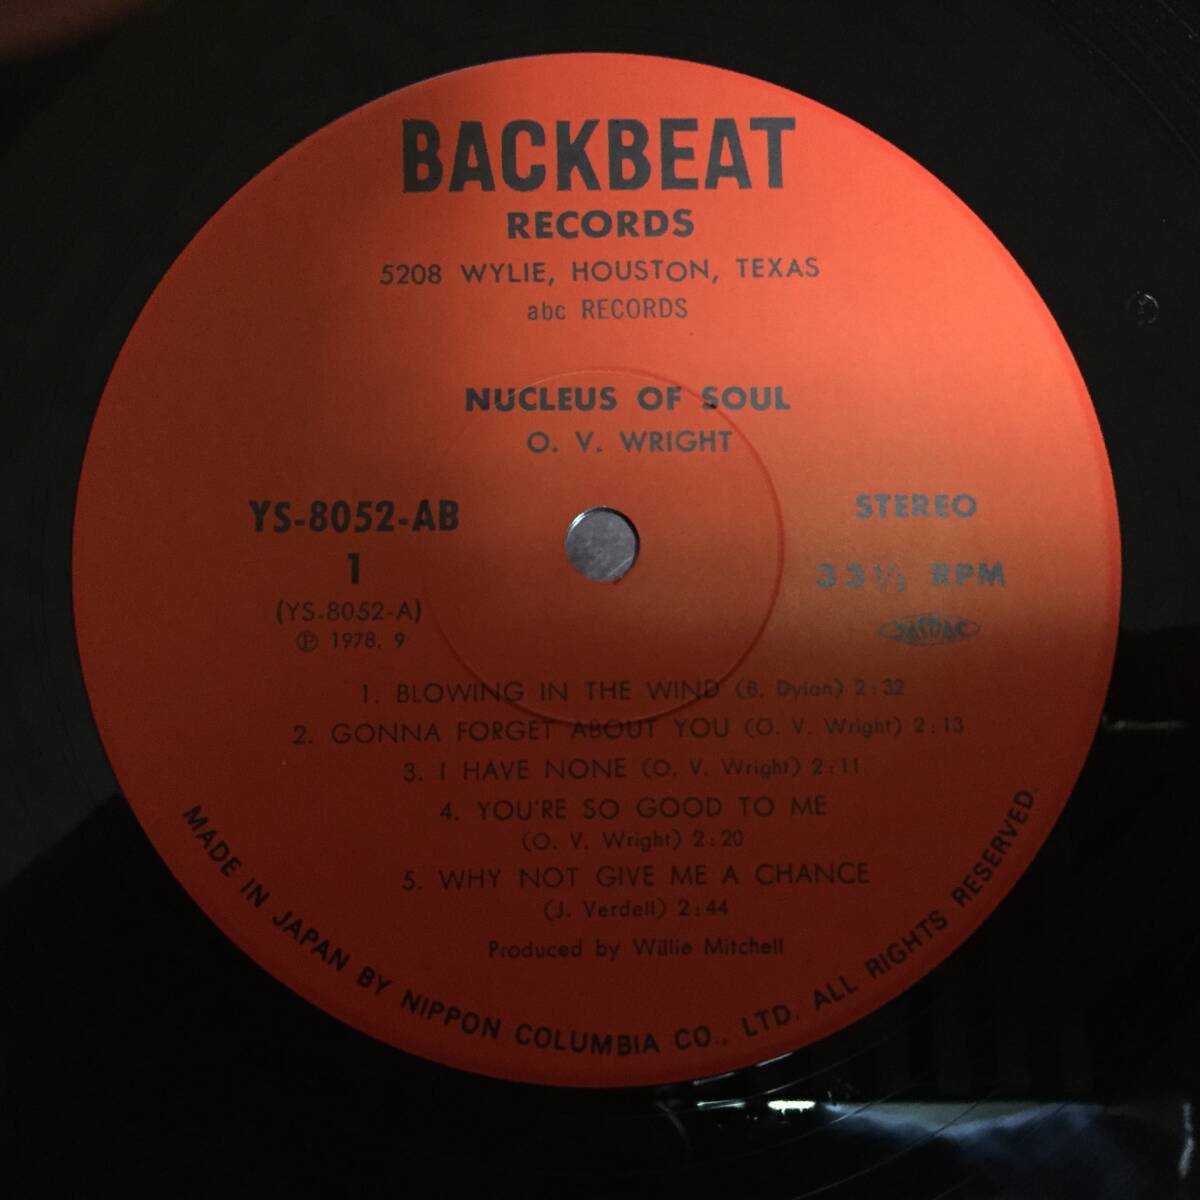 BACKBEAT
RECORDS
5208 WYLIE, HOUSTON, TEXAS
abc RECORDS
NUCLEUS OF SOUL
O. V. WRIGHT
YS-8052-AB
1
(YS-8052-A)
Ⓟ 1978. 9
STEREO
33 1/3 RPM
JASRAC
1. BLOWING IN THE WIND (B. Dylan) 2:32
2. GONNA FORGET ABOUT YOU (O. V. Wright) 2:13
3. I HAVE NONE (O. V. Wright) 2:11
4. YOU'RE SO GOOD TO ME
(O. V. Wright) 2:20
5. WHY NOT GIVE ME A CHANCE
(J. Verdell) 2:44
Produced by Willie Mitchell
MADE IN JAPAN BY NIPPON COLUMBIA CO., LTD. ALL RIGHTS RESERVED.